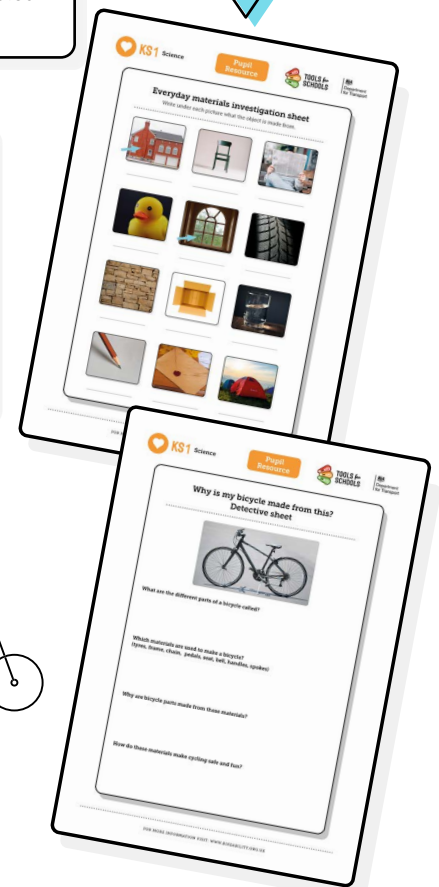 KS1 Science
Pupil
Resource
TOOLS for
SCHOOLS
Department
for Transport
Everyday materials investigation sheet
Write under each picture what the object is made from.
KS1 Science
Pupil
Resource
TOOLS for
SCHOOLS
Department
for Transport
Why is my bicycle made from this?
Detective sheet
What are the different parts of a bicycle called?
Which materials are used to make a bicycle?
(tyres, frame, chain, pedals, seat, bell, handles, spokes)
Why are bicycle parts made from these materials?
How do these materials make cycling safe and fun?
FOR MORE INFORMATION VISIT: WWW.BIKEABILITY.ORG.UK